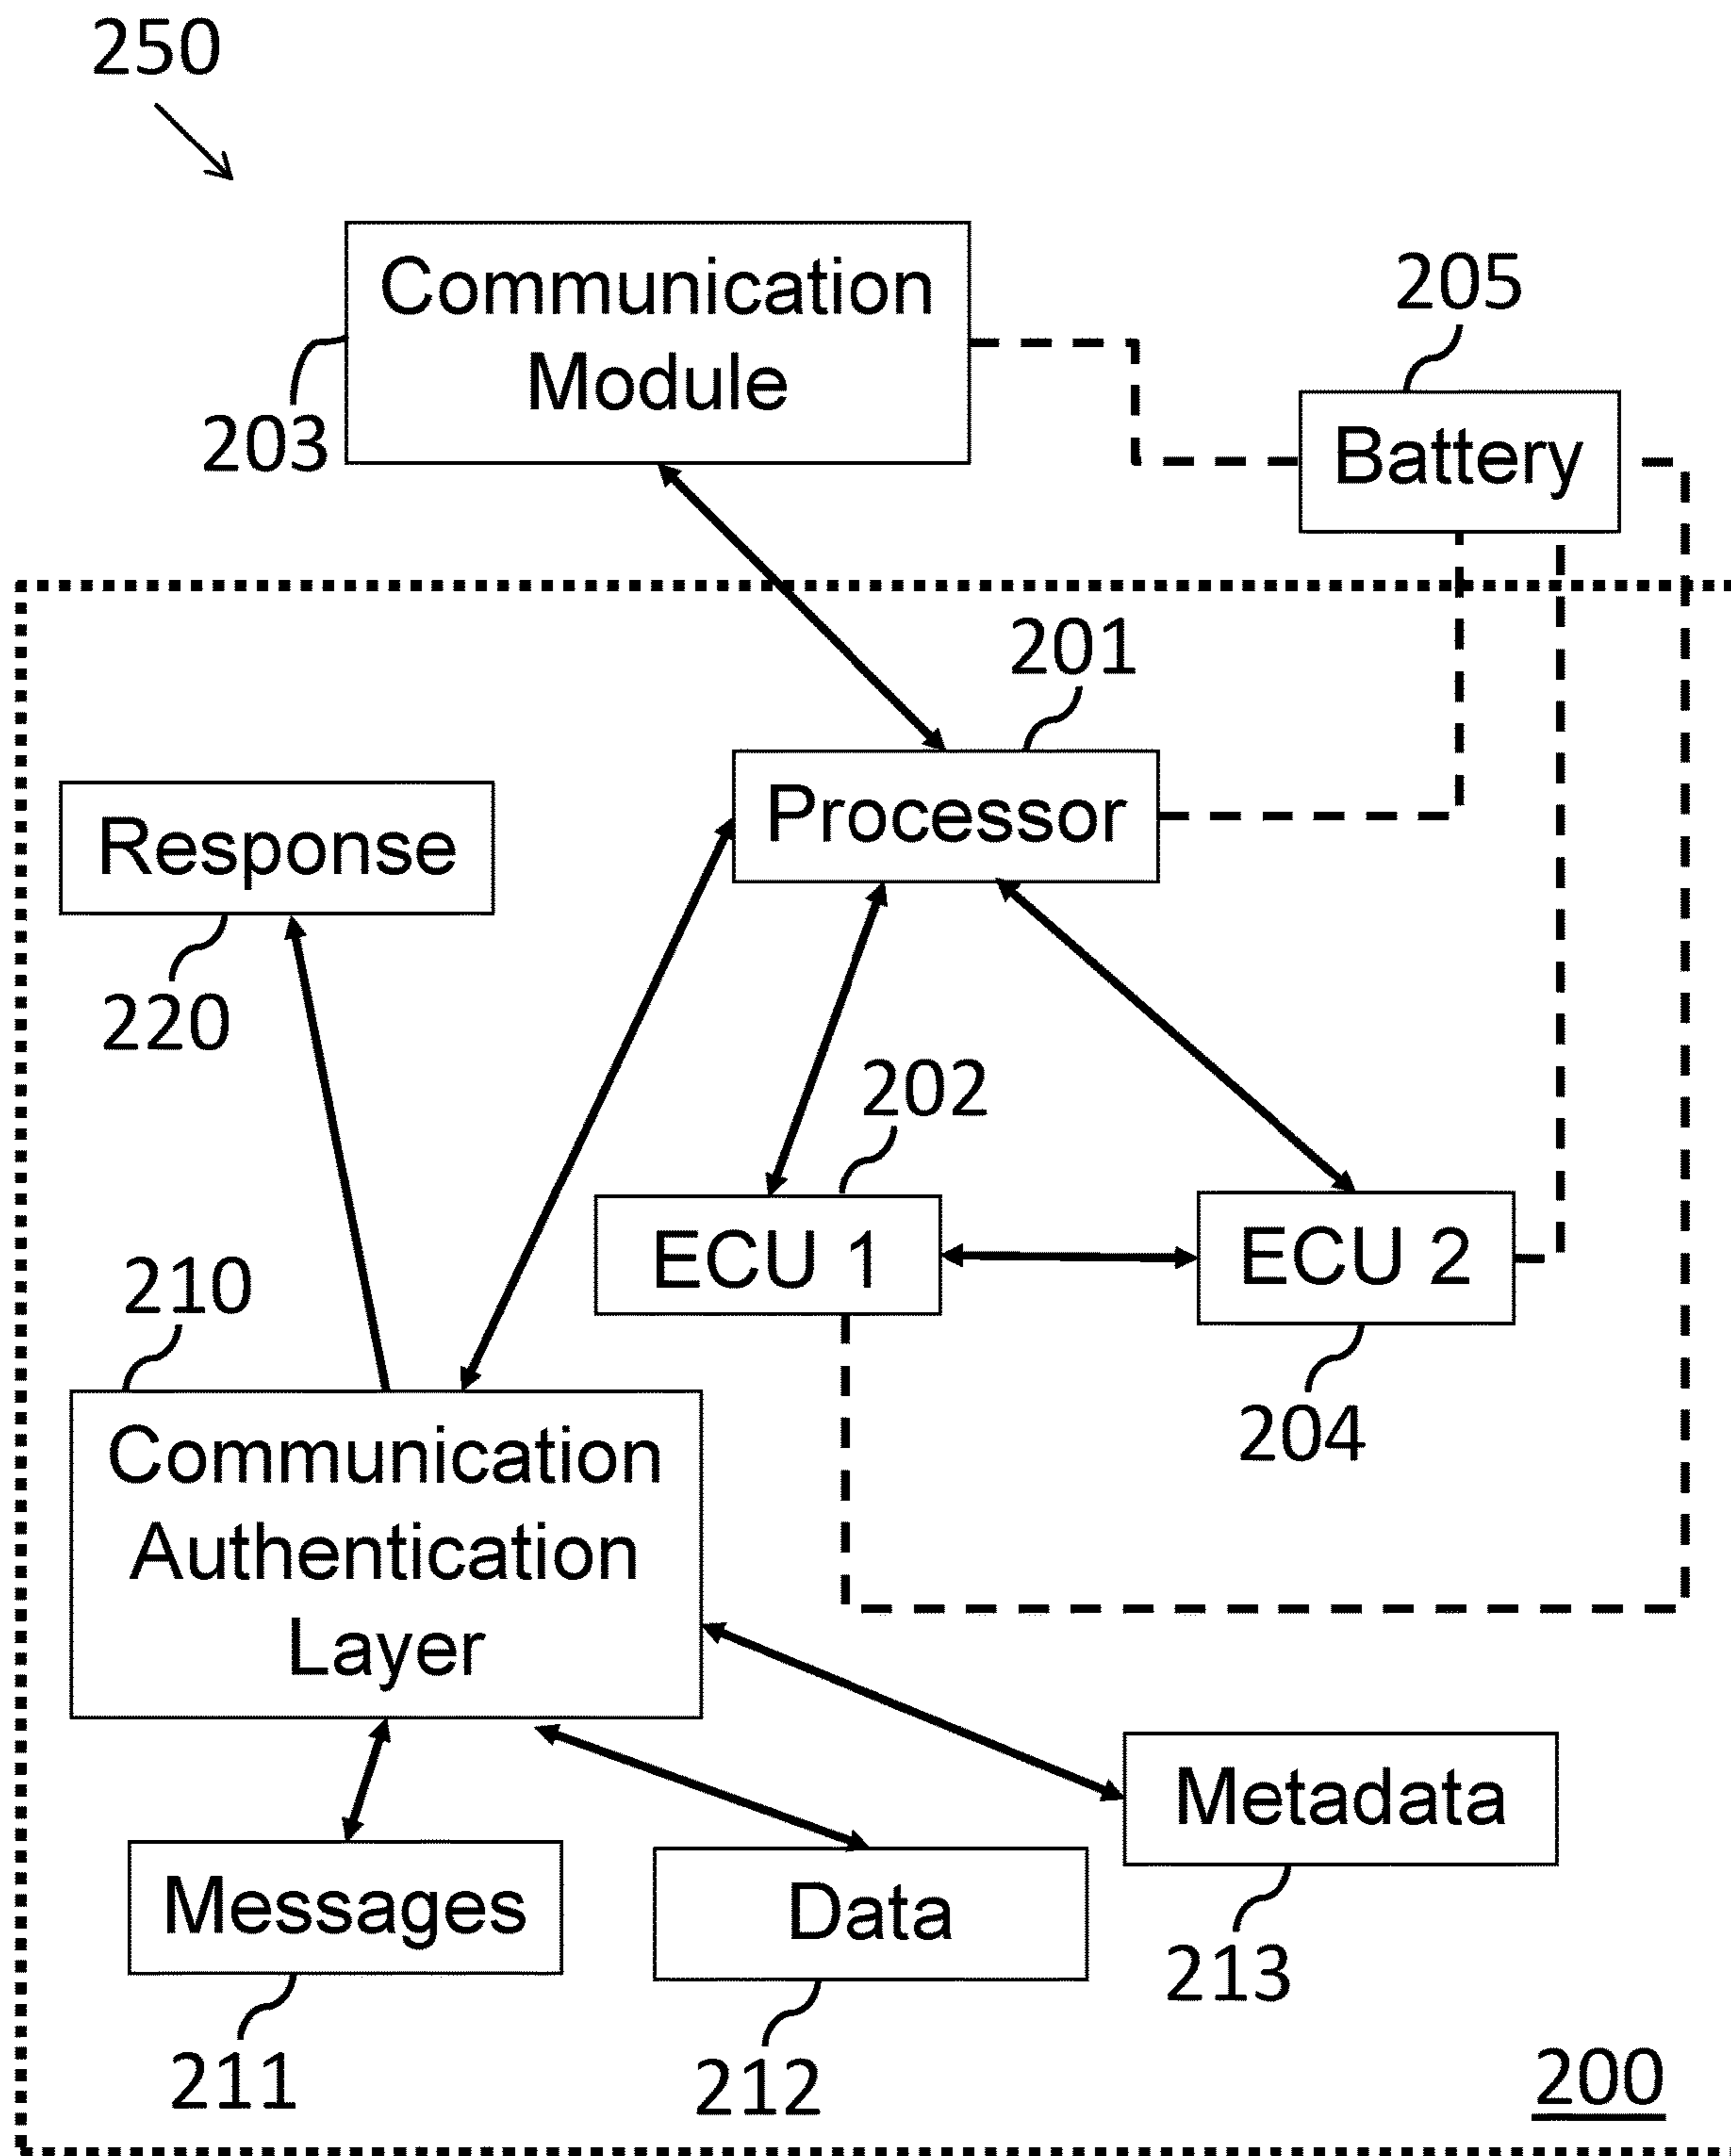 250
Communication
Module
203
205
Battery
201
Processor
Response
220
202
ECU 1
ECU 2
204
210
Communication
Authentication
Layer
Metadata
213
Messages
211
Data
212
200